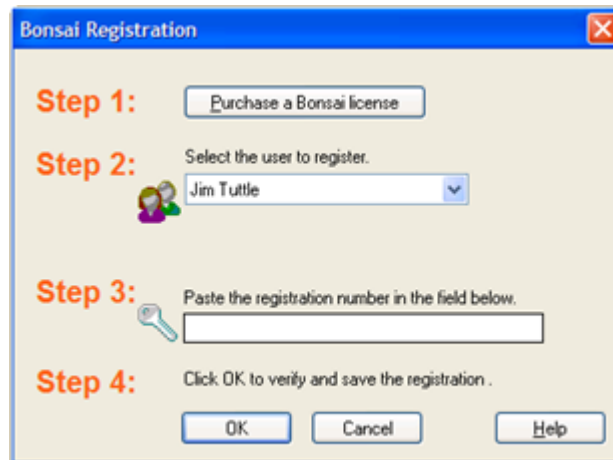 Bonsai Registration
Step 1:
Purchase a Bonsai license
Step 2:
Select the user to register.
Jim Tuttle
Step 3:
Paste the registration number in the field below.
Step 4:
Click OK to verify and save the registration .
OK Cancel Help